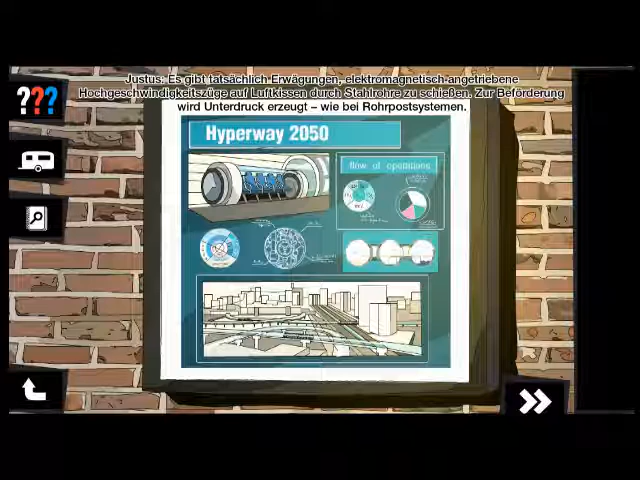 Justus: Es gibt tatsächlich Erwägungen, elektromagnetisch-angetriebene
Hochgeschwindigkeitszüge auf Luftkissen durch Stahlrohre zu schießen. Zur Beförderung
wird Unterdruck erzeugt – wie bei Rohrpostsystemen.
???
Hyperway 2050
flow of operations